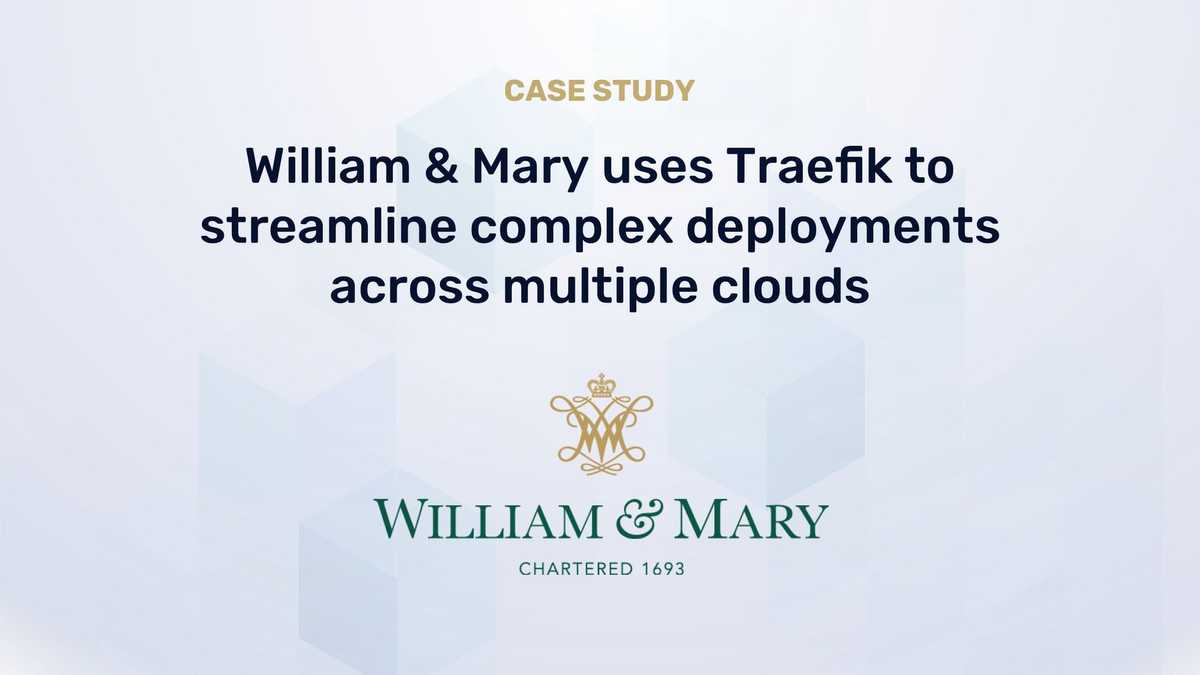 CASE STUDY
William & Mary uses Traefik to
streamline complex deployments
across multiple clouds
WILLIAM & MARY
CHARTERED 1693